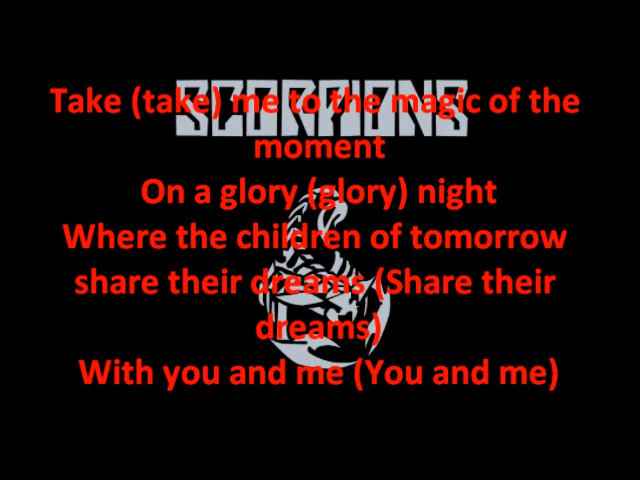 SCORPIONS
Take (take) me to the magic of the
moment
On a glory (glory) night
Where the children of tomorrow
share their dreams (Share their
dreams)
With you and me (You and me)